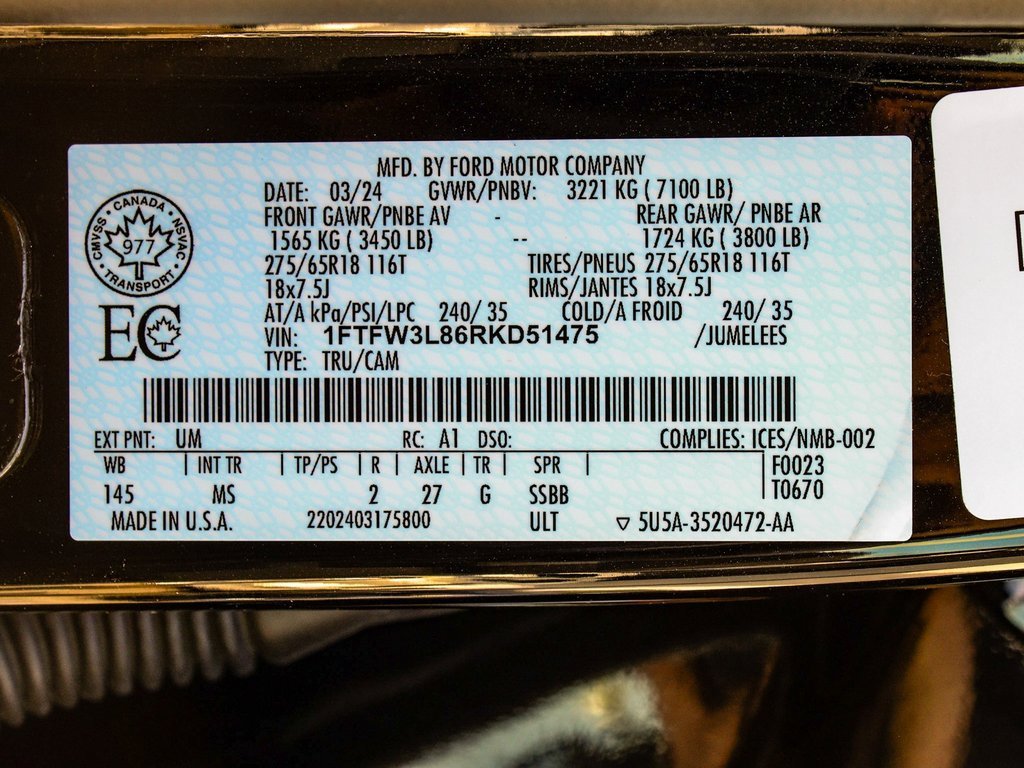 MFD. BY FORD MOTOR COMPANY
DATE: 03/24 GVWR/PNBV: 3221 KG ( 7100 LB)
FRONT GAWR/PNBE AV - REAR GAWR/ PNBE AR
1565 KG ( 3450 LB) -- 1724 KG ( 3800 LB)
275/65R18 116T TIRES/PNEUS 275/65R18 116T
18x7.5J RIMS/JANTES 18x7.5J
AT/A kPa/PSI/LPC 240/ 35 COLD/A FROID 240/ 35
VIN: 1FTFW3L86RKD51475 /JUMELEES
TYPE: TRU/CAM
CANADA
CMVSS · NSVAC
977
TRANSPORT
EC
EXT PNT: UM RC: A1 DSO: COMPLIES: ICES/NMB-002
WB | INT TR | TP/PS | R | AXLE | TR | SPR | F0023
145 MS 2 27 G SSBB T0670
MADE IN U.S.A. 2202403175800 ULT ▽ 5U5A-3520472-AA